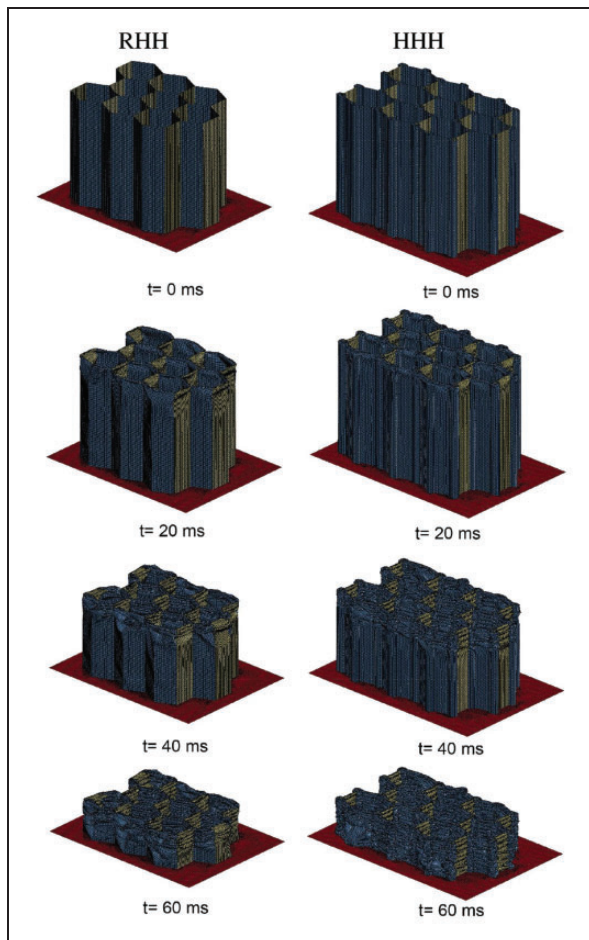 RHH HHH
t= 0 ms t= 0 ms
t= 20 ms t= 20 ms
t= 40 ms t= 40 ms
t= 60 ms t= 60 ms